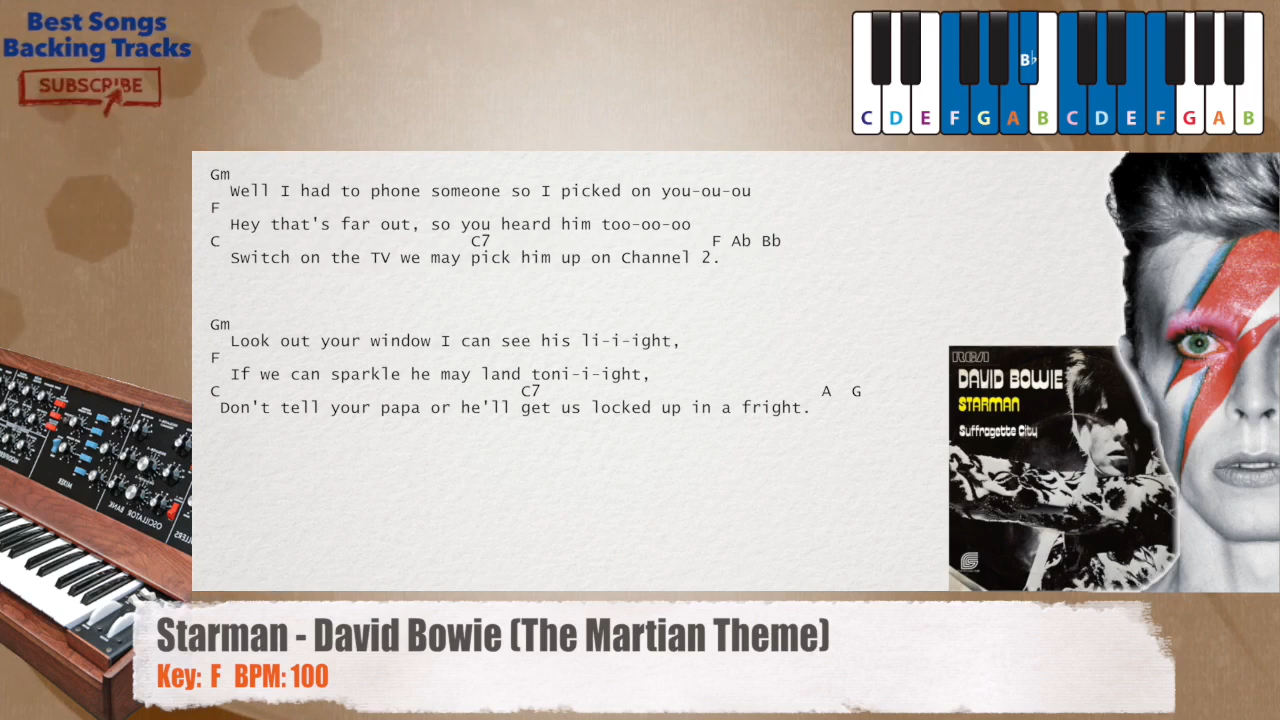 Best Songs
Backing Tracks
SUBSCRIBE
B♭
C D E F G A B C D E F G A B
Gm
Well I had to phone someone so I picked on you-ou-ou
F
Hey that's far out, so you heard him too-oo-oo
C C7 F Ab Bb
Switch on the TV we may pick him up on Channel 2.
Gm
Look out your window I can see his li-i-ight,
F
If we can sparkle he may land toni-i-ight,
C C7 A G
Don't tell your papa or he'll get us locked up in a fright.
RCA
DAVID BOWIE
STARMAN
Suffragette City
MIXER
OSCILLATOR BANK
Starman - David Bowie (The Martian Theme)
Key: F BPM: 100